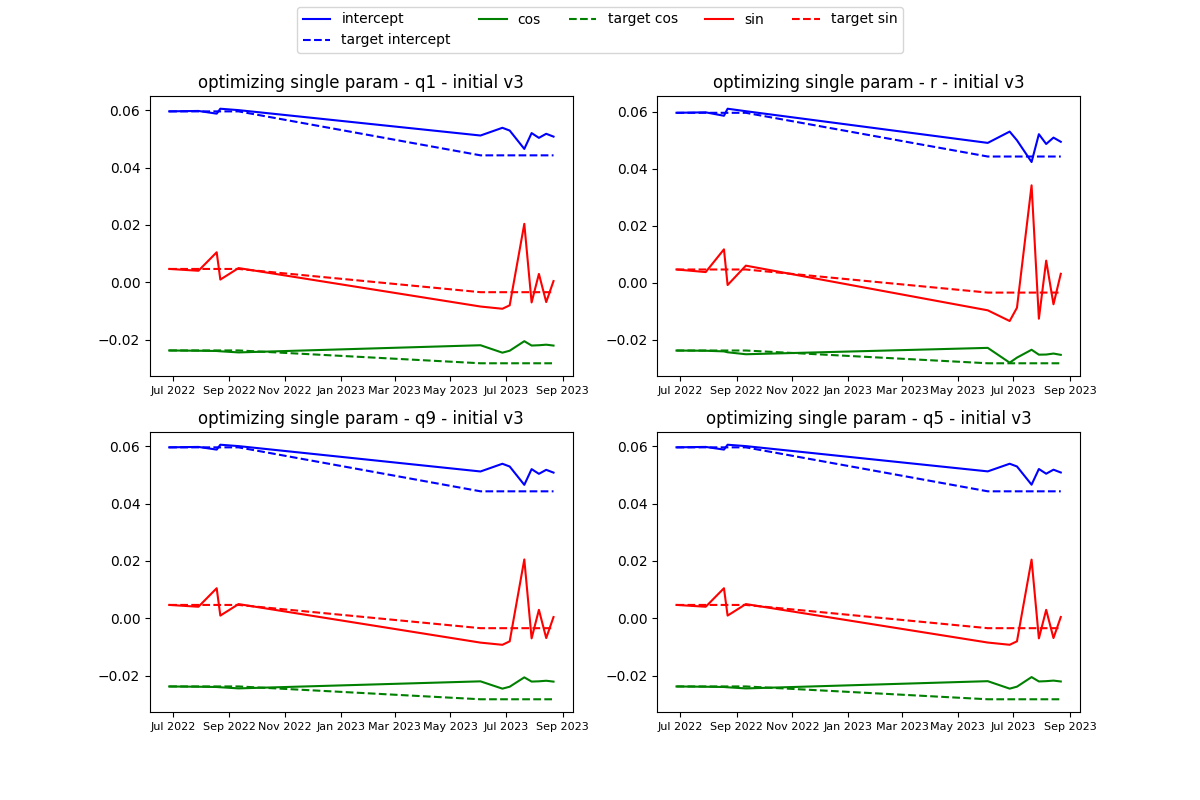 intercept cos target cos sin target sin
target intercept
optimizing single param - q1 - initial v3
optimizing single param - r - initial v3
0.06
0.04
0.02
0.00
−0.02
Jul 2022 Sep 2022 Nov 2022 Jan 2023 Mar 2023 May 2023 Jul 2023 Sep 2023
0.06
0.04
0.02
0.00
−0.02
Jul 2022 Sep 2022 Nov 2022 Jan 2023 Mar 2023 May 2023 Jul 2023 Sep 2023
optimizing single param - q9 - initial v3
optimizing single param - q5 - initial v3
0.06
0.04
0.02
0.00
−0.02
Jul 2022 Sep 2022 Nov 2022 Jan 2023 Mar 2023 May 2023 Jul 2023 Sep 2023
0.06
0.04
0.02
0.00
−0.02
Jul 2022 Sep 2022 Nov 2022 Jan 2023 Mar 2023 May 2023 Jul 2023 Sep 2023